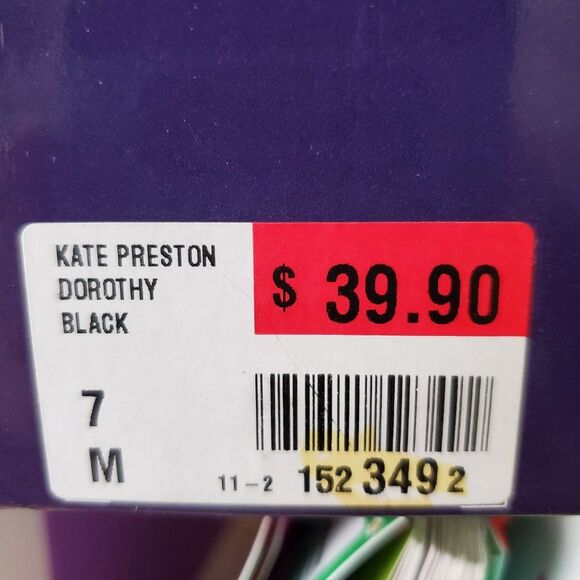 KATE PRESTON
DOROTHY
BLACK
$ 39.90
7
M
11-2 152 349 2